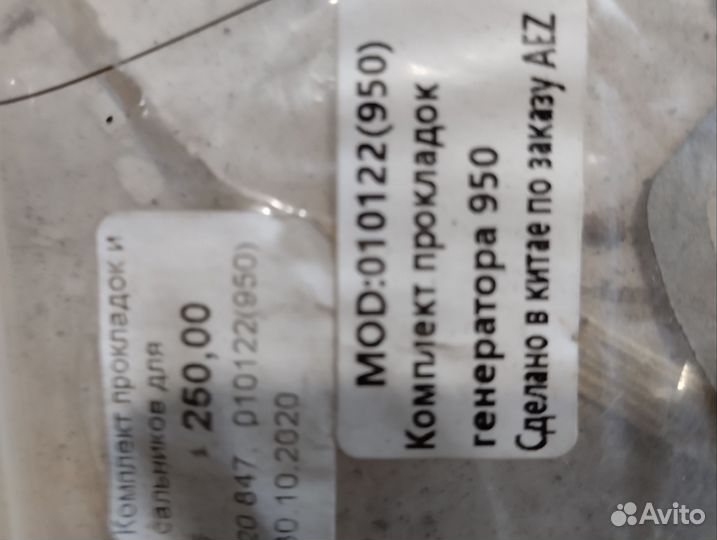 MOD:010122(950)
Комплект прокладок
генератора 950
Сделано в китае по заказу AEZ
Комплект прокладок и
сальников для
250,00
847, 010122(950)
30.10.2020
Avito